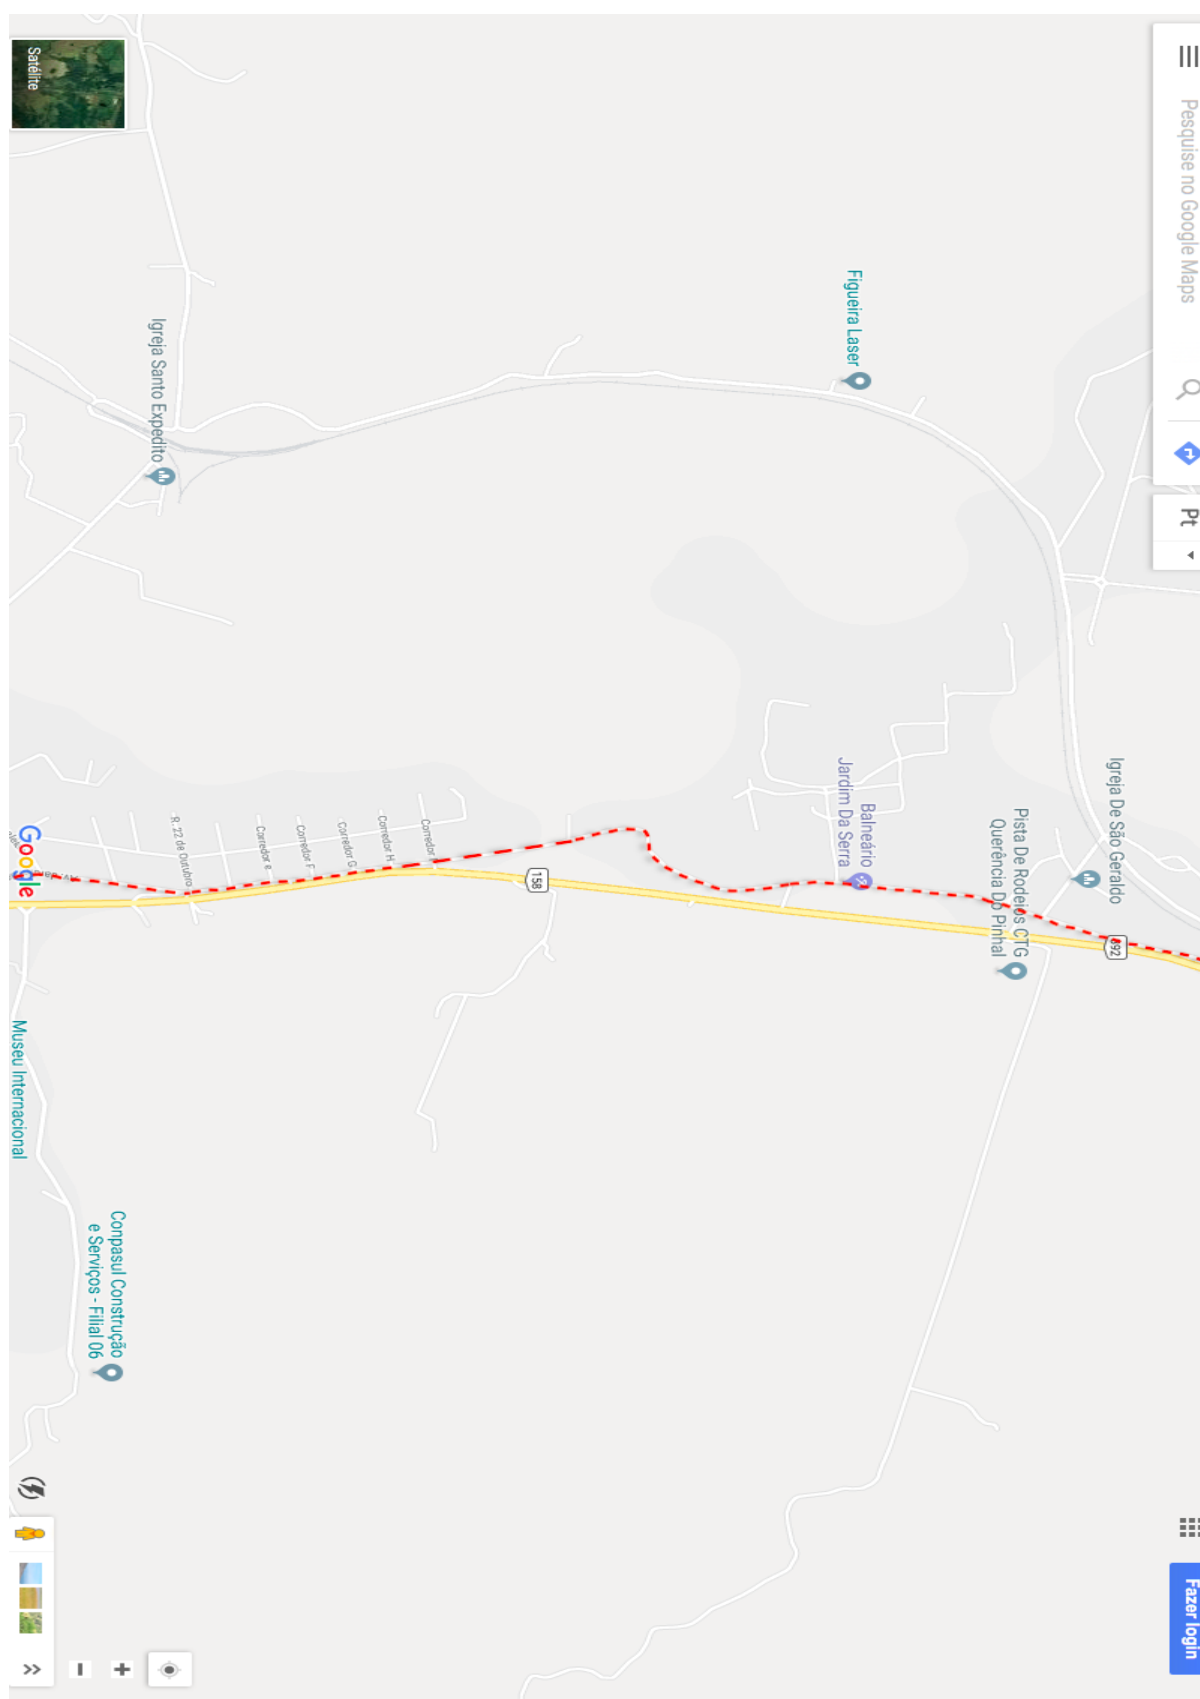 Pesquise no Google Maps
Pt
Fazer login
Igreja De São Geraldo
392
Pista De Rodeios CTG
Querência Do Pinhal
Figueira Laser
Balneário
Jardim Da Serra
158
Corredor H
Corredor G
Corredor F
Corredor e
R. 22 de Outubro
Igreja Santo Expedito
Conpasul Construção
e Serviços - Filial 06
Satélite
Google
Museu Internacional